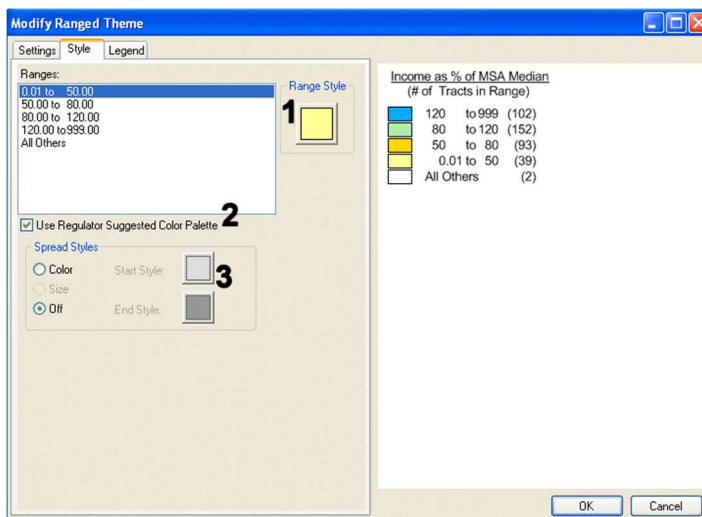 Modify Ranged Theme
Settings Style Legend
Ranges:
0.01 to 50.00
50.00 to 80.00
80.00 to 120.00
120.00 to 999.00
All Others
Range Style
1
Use Regulator Suggested Color Palette 2
Spread Styles
Color Start Style: 3
Size
Off End Style:
Income as % of MSA Median
(# of Tracts in Range)
120 to 999 (102)
80 to 120 (152)
50 to 80 (93)
0.01 to 50 (39)
All Others (2)
OK Cancel